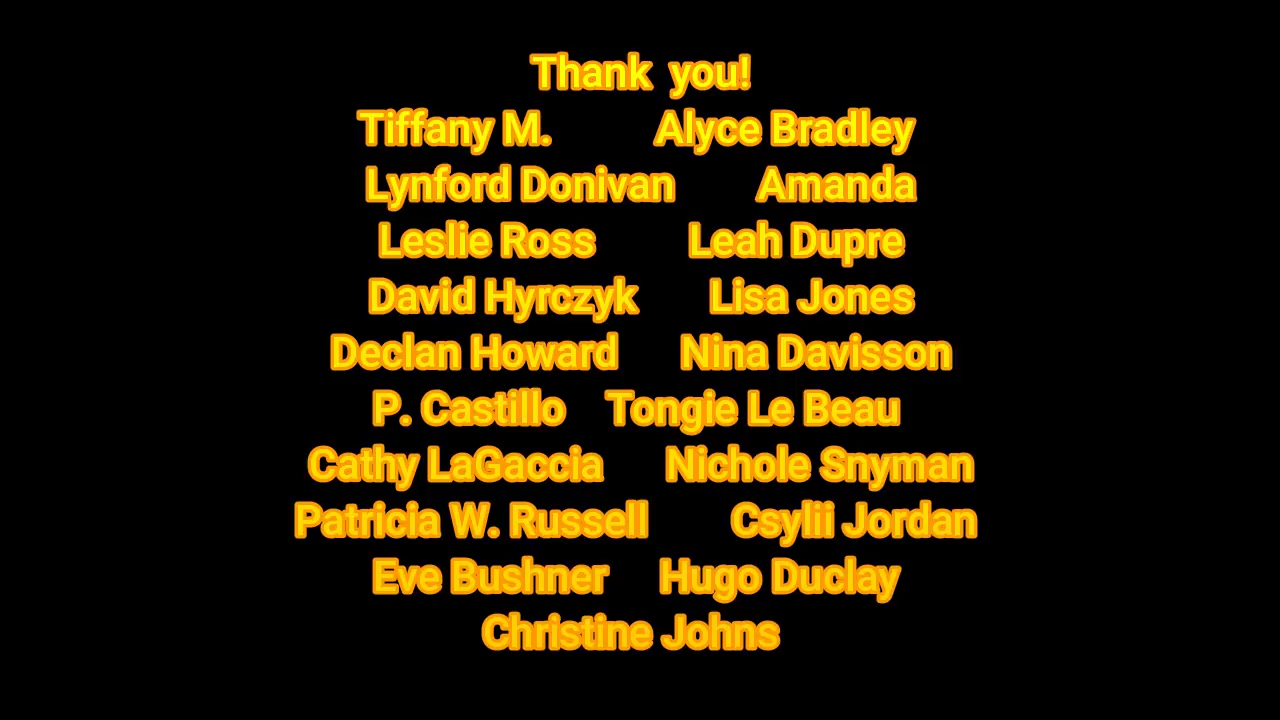 Thank you!
Tiffany M. Alyce Bradley
Lynford Donivan Amanda
Leslie Ross Leah Dupre
David Hyrczyk Lisa Jones
Declan Howard Nina Davisson
P. Castillo Tongie Le Beau
Cathy LaGaccia Nichole Snyman
Patricia W. Russell Csylii Jordan
Eve Bushner Hugo Duclay
Christine Johns